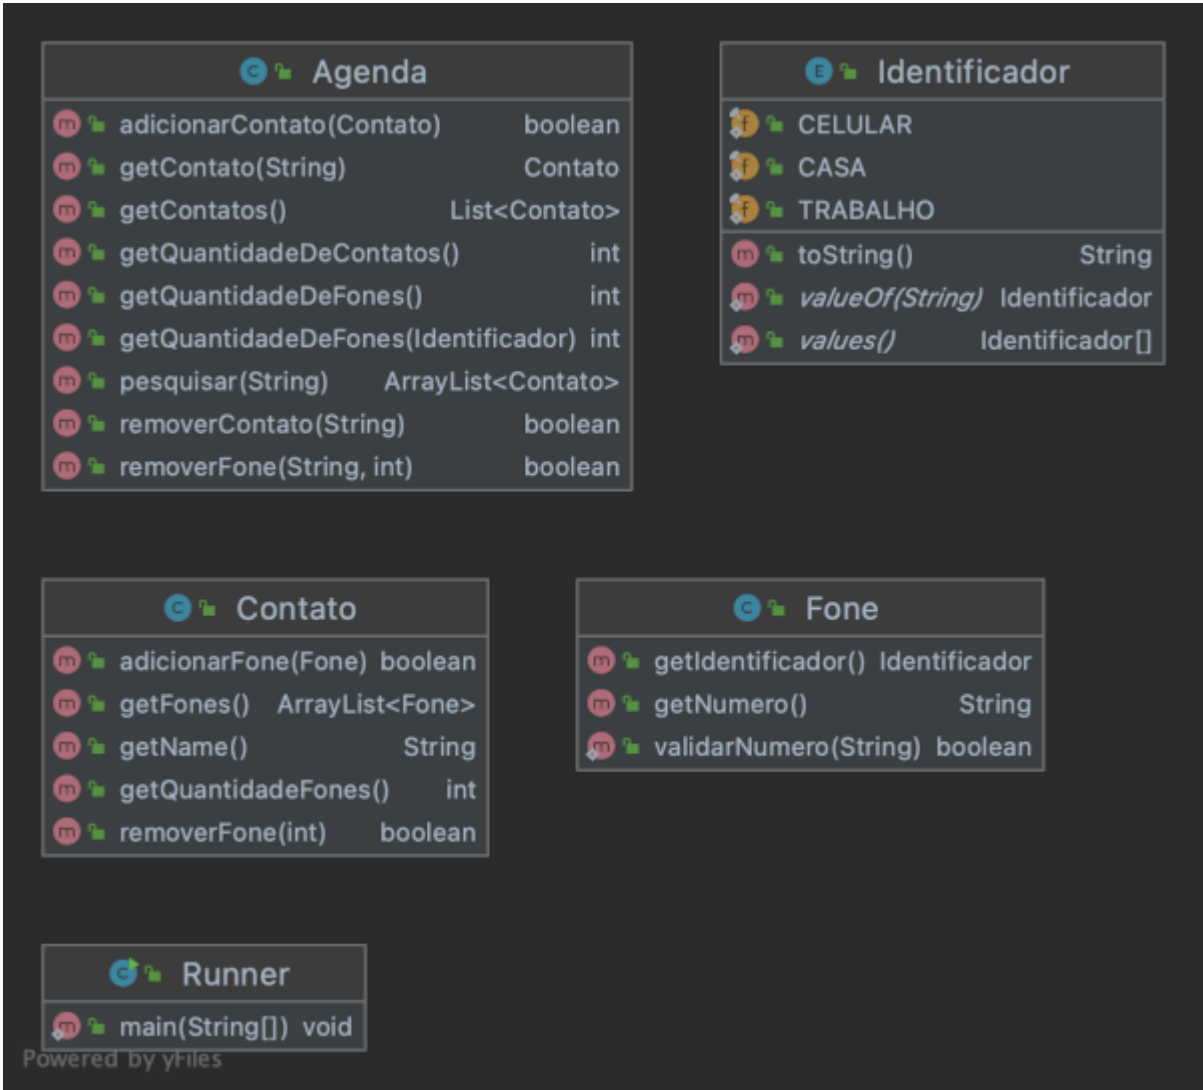 Agenda
adicionarContato(Contato) boolean
getContato(String) Contato
getContatos() List<Contato>
getQuantidadeDeContatos() int
getQuantidadeDeFones() int
getQuantidadeDeFones(Identificador) int
pesquisar(String) ArrayList<Contato>
removerContato(String) boolean
removerFone(String, int) boolean
Identificador
CELULAR
CASA
TRABALHO
toString() String
valueOf(String) Identificador
values() Identificador[]
Contato
adicionarFone(Fone) boolean
getFones() ArrayList<Fone>
getName() String
getQuantidadeFones() int
removerFone(int) boolean
Fone
getIdentificador() Identificador
getNumero() String
validarNumero(String) boolean
Runner
main(String[]) void
Powered by yFiles